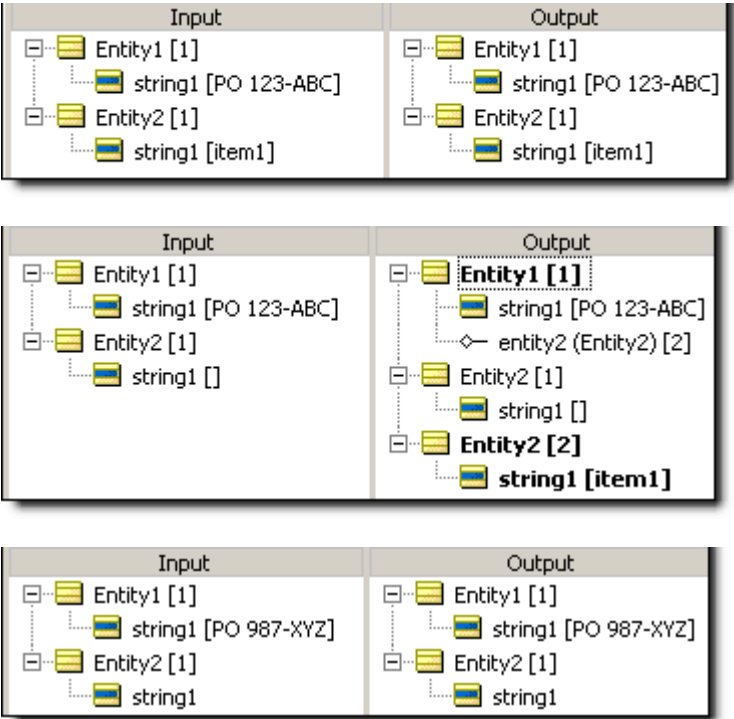 Input Output
Entity1 [1] Entity1 [1]
string1 [PO 123-ABC] string1 [PO 123-ABC]
Entity2 [1] Entity2 [1]
string1 [item1] string1 [item1]
Input Output
Entity1 [1] Entity1 [1]
string1 [PO 123-ABC] string1 [PO 123-ABC]
Entity2 [1] entity2 (Entity2) [2]
string1 [] Entity2 [1]
string1 []
Entity2 [2]
string1 [item1]
Input Output
Entity1 [1] Entity1 [1]
string1 [PO 987-XYZ] string1 [PO 987-XYZ]
Entity2 [1] Entity2 [1]
string1 string1